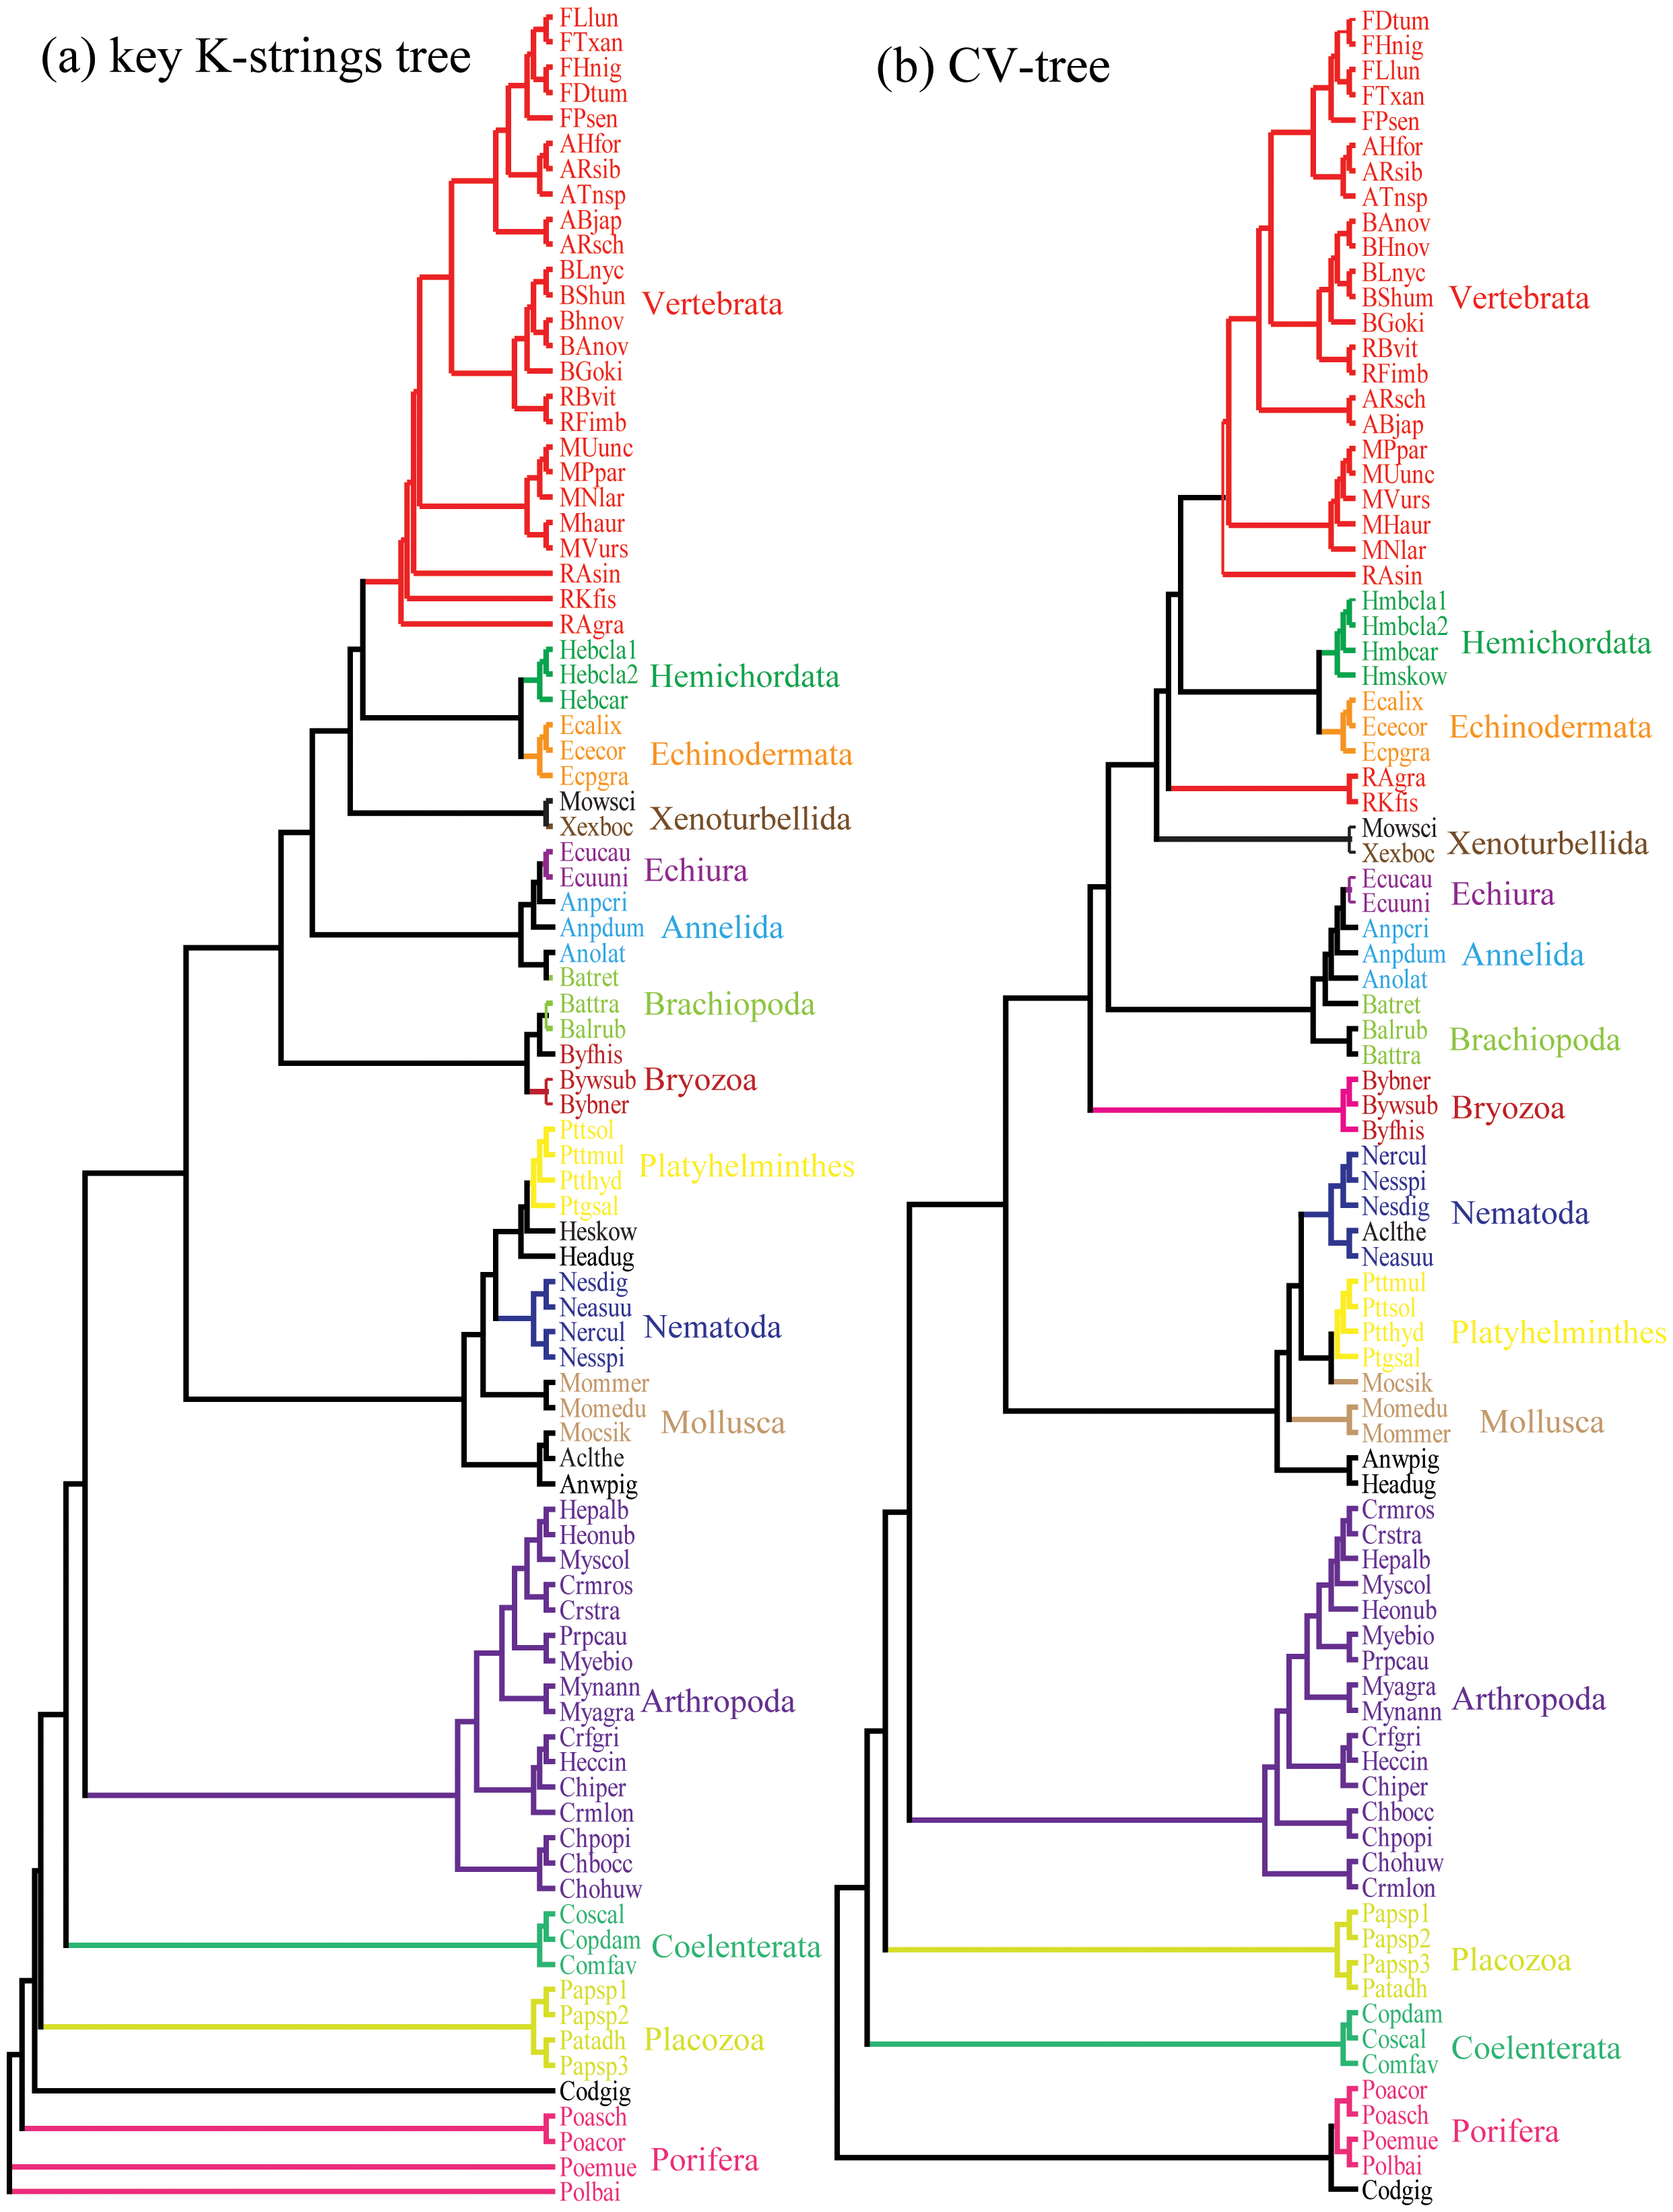 (a) key K-strings tree
FLlun
FTxan
FHnig
FDtum
FPsen
AHfor
ARsib
ATnsp
ABjap
ARsch
BLnyc
BShun
Vertebrata
Bhnov
BAnov
BGoki
RBvit
RFimb
MUunc
MPpar
MNlar
Mhaur
MVurs
RAsin
RKfis
RAgra
Hebcla1
Hebcla2
Hemichordata
Hebcar
Ecalix
Ececor
Echinodermata
Ecpgra
Mowsci
Xenoturbellida
Xexboc
Ecucau
Echiura
Ecuuni
Anpcri
Anpdum
Annelida
Anolat
Batret
Battra
Brachiopoda
Balrub
Byfhis
Bywsub
Bryozoa
Bybner
Pttsol
Pttmul
Platyhelminthes
Ptthyd
Ptgsal
Heskow
Headug
Nesdig
Neasuu
Nercul
Nematoda
Nesspi
Mommer
Momedu
Mollusca
Mocsik
Aclthe
Anwpig
Hepalb
Heonub
Myscol
Crmros
Crstra
Prpcau
Myebio
Mynann
Arthropoda
Myagra
Crfgri
Heccin
Chiper
Crmlon
Chpopi
Chbocc
Chohuw
Coscal
Copdam
Coelenterata
Comfav
Papsp1
Papsp2
Patadh
Placozoa
Papsp3
Codgig
Poasch
Poacor
Porifera
Poemue
Polbai
(b) CV-tree
FDtum
FHnig
FLlun
FTxan
FPsen
AHfor
ARsib
ATnsp
BAnov
BHnov
BLnyc
BShum
Vertebrata
BGoki
RBvit
RFimb
ARsch
ABjap
MPpar
MUunc
MVurs
MHaur
MNlar
RAsin
Hmbcla1
Hmbcla2
Hemichordata
Hmbcar
Hmskow
Ecalix
Ececor
Echinodermata
Ecpgra
RAgra
RKfis
Mowsci
Xenoturbellida
Xexboc
Ecucau
Echiura
Ecuuni
Anpcri
Anpdum
Annelida
Anolat
Batret
Balrub
Brachiopoda
Battra
Bybner
Bywsub
Bryozoa
Byfhis
Nercul
Nesspi
Nesdig
Nematoda
Aclthe
Neasuu
Pttmul
Pttsol
Ptthyd
Platyhelminthes
Ptgsal
Mocsik
Momedu
Mollusca
Mommer
Anwpig
Headug
Crmros
Crstra
Hepalb
Myscol
Heonub
Myebio
Prpcau
Myagra
Arthropoda
Mynann
Crfgri
Heccin
Chiper
Chbocc
Chpopi
Chohuw
Crmlon
Papsp1
Papsp2
Papsp3
Placozoa
Patadh
Copdam
Coscal
Coelenterata
Comfav
Poacor
Poasch
Porifera
Poemue
Polbai
Codgig